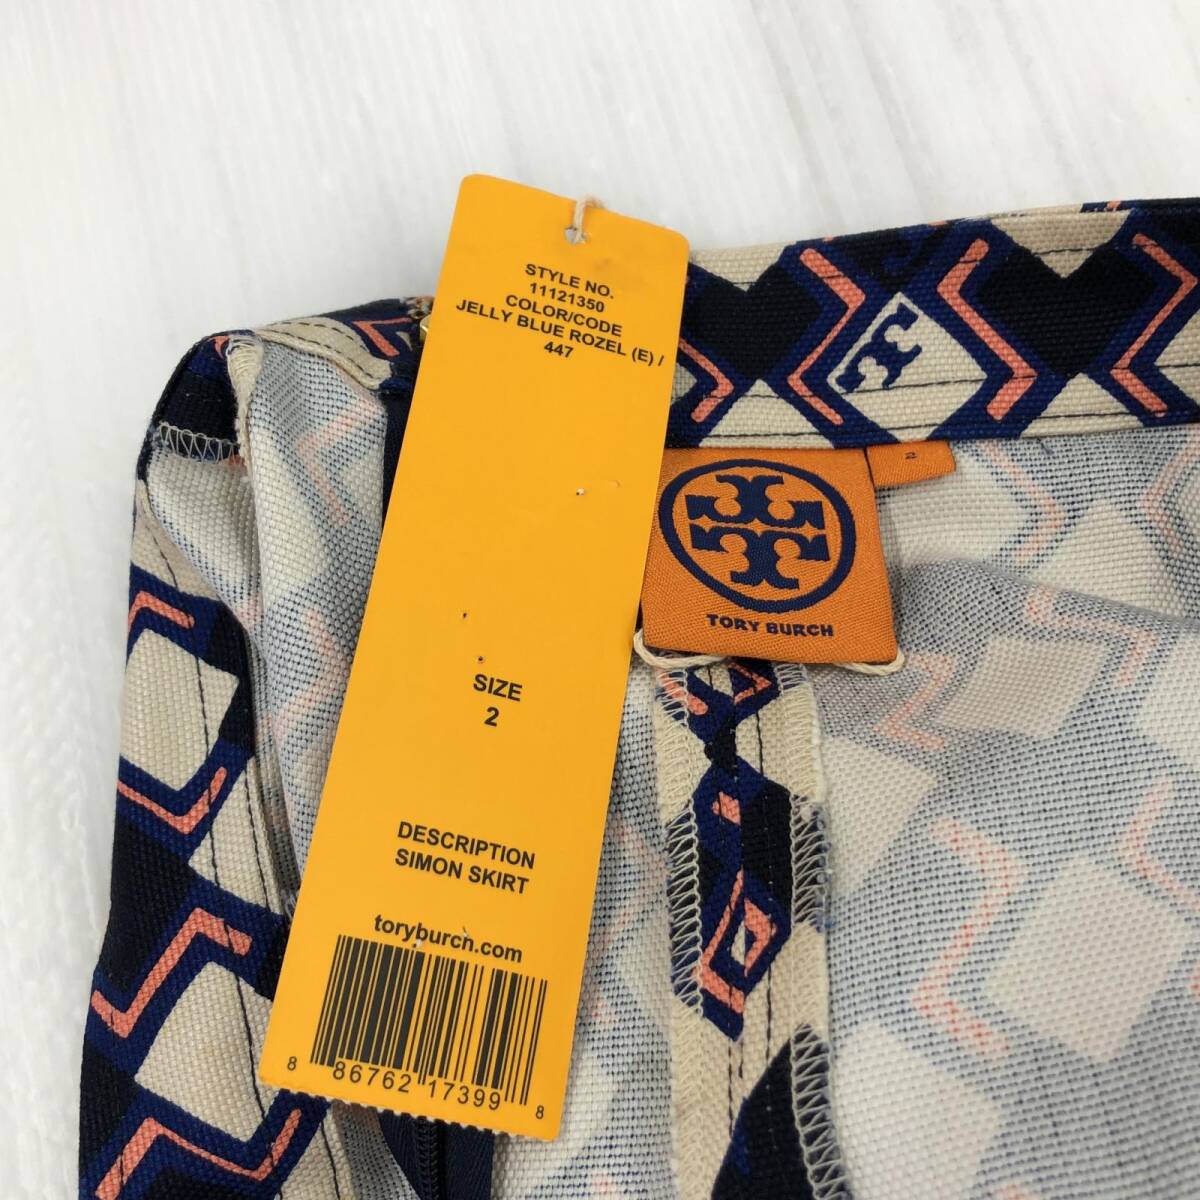 STYLE NO.
11121350
COLOR/CODE
JELLY BLUE ROZEL (E) /
447
SIZE
2
DESCRIPTION
SIMON SKIRT
toryburch.com
8 86762 17399 8
2
TORY BURCH